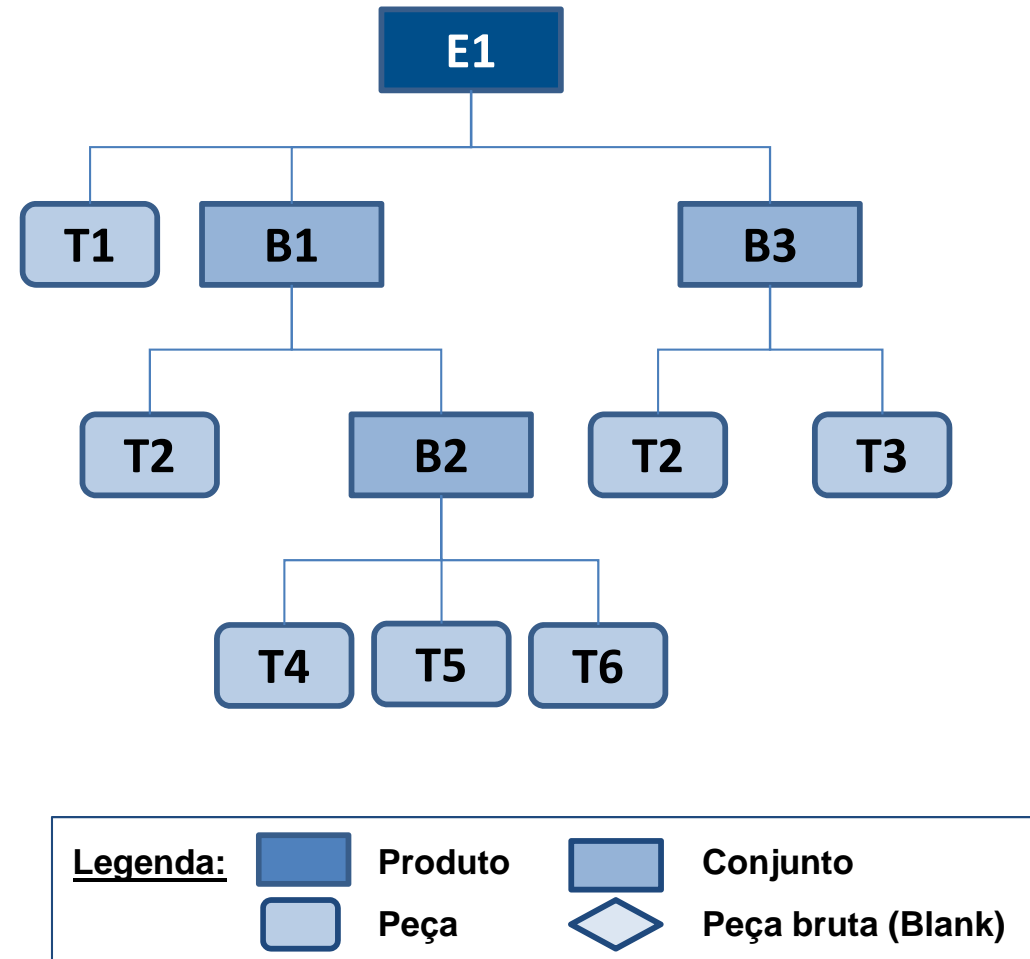 E1
T1 B1 B3
T2 B2 T2 T3
T4 T5 T6
Legenda: Produto Conjunto
Peça Peça bruta (Blank)